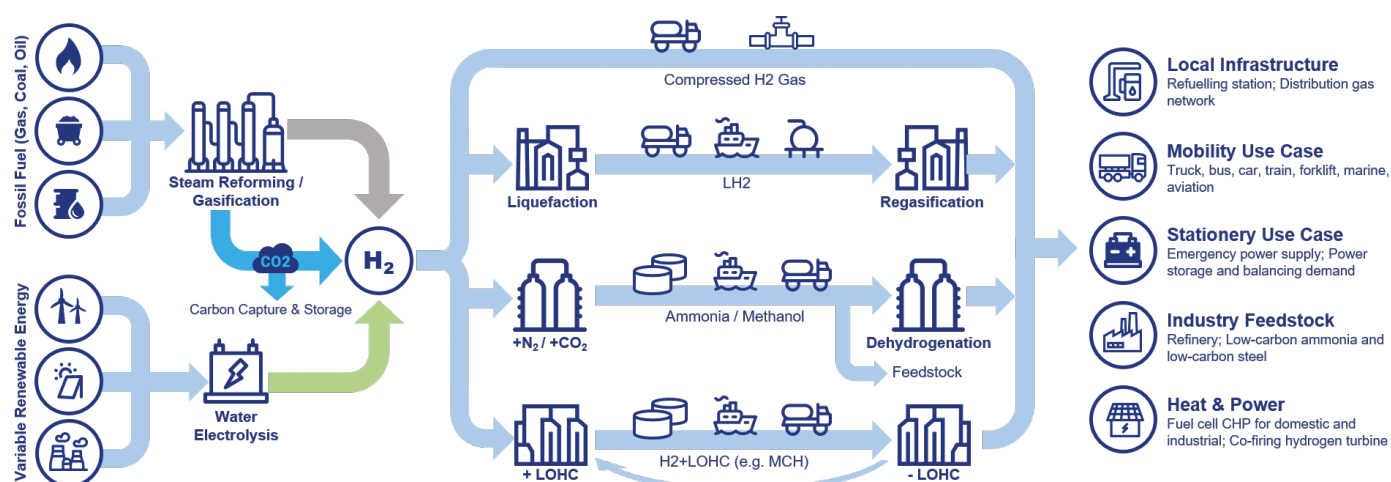 Fossil Fuel (Gas, Coal, Oil)
Steam Reforming /
Gasification
CO2
Carbon Capture & Storage
H₂
Variable Renewable Energy
Water
Electrolysis
Compressed H2 Gas
Liquefaction
LH2
Regasification
+N₂ / +CO₂
Ammonia / Methanol
Dehydrogenation
Feedstock
+ LOHC
H2+LOHC (e.g. MCH)
- LOHC
Local Infrastructure
Refuelling station; Distribution gas
network
Mobility Use Case
Truck, bus, car, train, forklift, marine,
aviation
Stationery Use Case
Emergency power supply; Power
storage and balancing demand
Industry Feedstock
Refinery; Low-carbon ammonia and
low-carbon steel
Heat & Power
Fuel cell CHP for domestic and
industrial; Co-firing hydrogen turbine